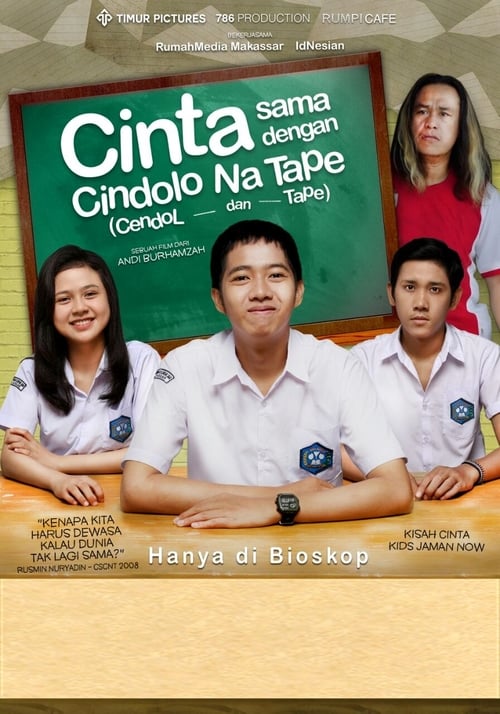 TIMUR PICTURES 786 PRODUCTION RUMPI CAFE
BEKERJASAMA
RumahMedia Makassar IdNesian
Cinta sama dengan
Cindolo Na Tape
(CENDOL __ dan __ TAPE)
SEBUAH FILM DARI
ANDI BURHAMZAH
"KENAPA KITA
HARUS DEWASA
KALAU DUNIA
TAK LAGI SAMA?"
RUSMIN NURYADIN – CSCNT 2008
Hanya di Bioskop
KISAH CINTA
KIDS JAMAN NOW